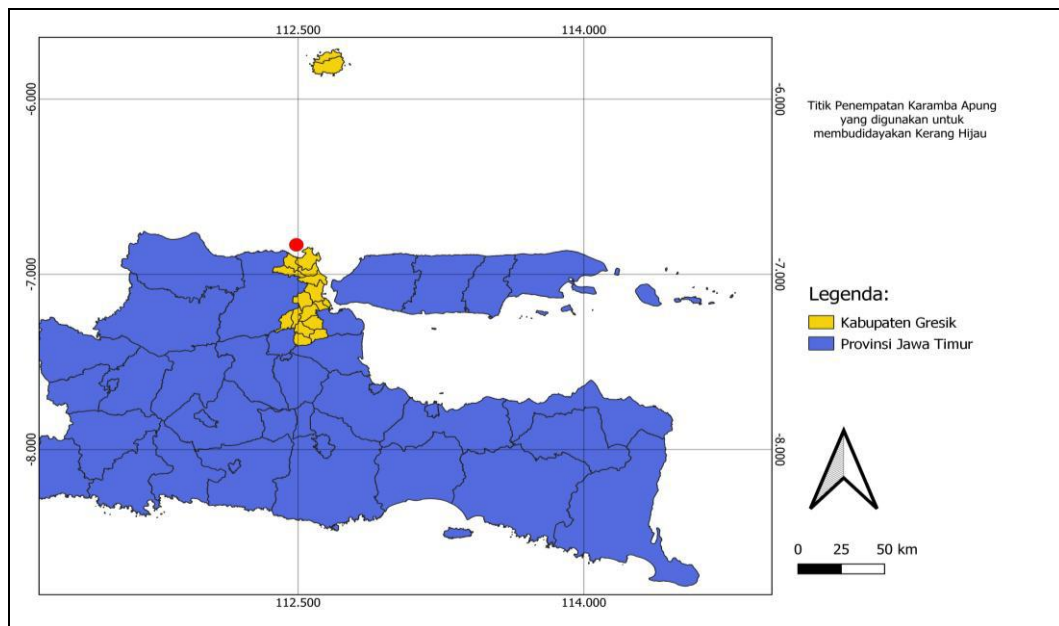 112.500
114.000
-6.000
-6.000
Titik Penempatan Karamba Apung
yang digunakan untuk
membudidayakan Kerang Hijau
-7.000
-7.000
Legenda:
Kabupaten Gresik
Provinsi Jawa Timur
-8.000
-8.000
0 25 50 km
112.500
114.000